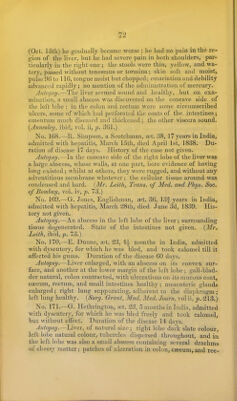 72
(Oct. 13th) he gradually became worse; he had no pain in the re-
gion of the liver, but he had severe pain in both shoulders, par-
ticularly in the right one; the stools were thin, yellow, and wa-
tery, passed without tenesmus or tormina; skin soft and moist,
pulse 96 to 116, tongue moist but chopped; emaciation and debility
advanced rapidly; no mention of the administration of mercury.
Autopsy.—The liver seemed sound and healthy, but on exa-
mination, a small abscess was discovered on the concave side of
the left lobe: in the colon and rectum were some circumscribed
ulcers, some of which had perforated the coats of the intestines;
omentum much diseased and thickened; the other viscera sound.
(Annesley, ibid, vol. ii, p. 361.)
No. 168.—R. Simpson, a Scotchman, æt. 38, 17 years in India,
admitted with hepatitis, March 15th, died April 1st, 1838. Du-
ration of disease 17 days. History of the case not given.
Autopsy.—In the concave side of the right lobe of the liver was
a large abscess, whose walls, at one part, bore evidence of having
long existed; whilst at others, they were ragged, and without any
adventitious membrane whatever; the cellular tissue around was
condensed and hard. (Mr. Leith, Trans. of Med. and Phys. Soc.
of Bombay, vol. iv, p. 73.)
No. 169.—G. Jones, Englishman, æt. 36, 13½ years in India,
admitted with hepatitis, March 28th, died June 3d, 1839. His-
tory not given.
Autopsy.—An abscess in the left lobe of the liver; surrounding
tissue degenerated. State of the intestines not given. (Mr.
Leith, ibid, p. 73.)
No. 170.—E. Dunne, æt. 23, 4½ months in India, admitted
with dysentery, for which he was bled, and took calomel till it
affected his gums. Duration of the disease 60 days.
Autopsy.—Liver enlarged, with an abscess on its convex sur-
face, and another at the lower margin of the left lobe; gall-blad-
der natural, colon contracted, with ulcerations on its mucous coat,
cæcum, rectum, and small intestines healthy; mesenteric glands
enlarged; right lung suppurating, adherent to the diaphragm;
left lung healthy. (Surg. Grant, Mad. Med. Journ. vol ii, p. 213.)
No. 171.—G. Hetherington, æt. 23, 5 months in India, admitted
with dysentery, for which he was bled freely and took calomel,
but without effect. Duration of the disease 14 days.
Autopsy.—Liver, of natural size; right lobe dark slate colour,
left lobe natural colour, tubercles dispersed throughout, and in
the left lobe was also a small abscess containing several drachms
of cheesy matter; patches of ulceration in colon, cæcum, and rec-